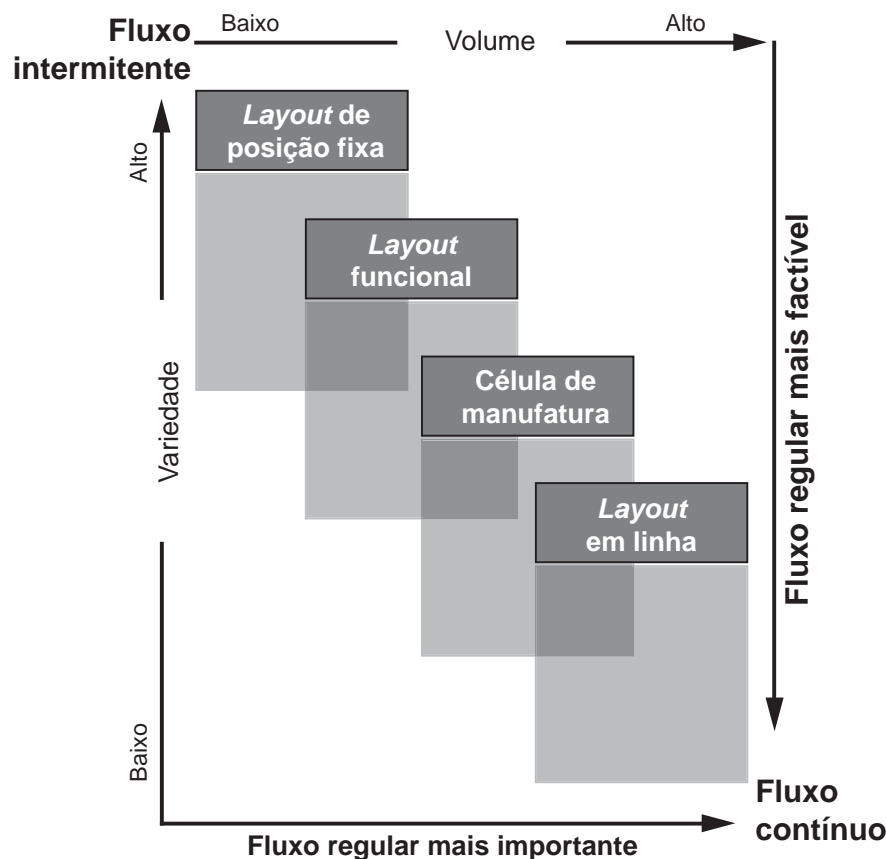 Fluxo
intermitente
Baixo
Volume
Alto
Alto
Layout de
posição fixa
Layout
funcional
Variedade
Célula de
manufatura
Layout
em linha
Fluxo regular mais factível
Baixo
Fluxo
contínuo
Fluxo regular mais importante